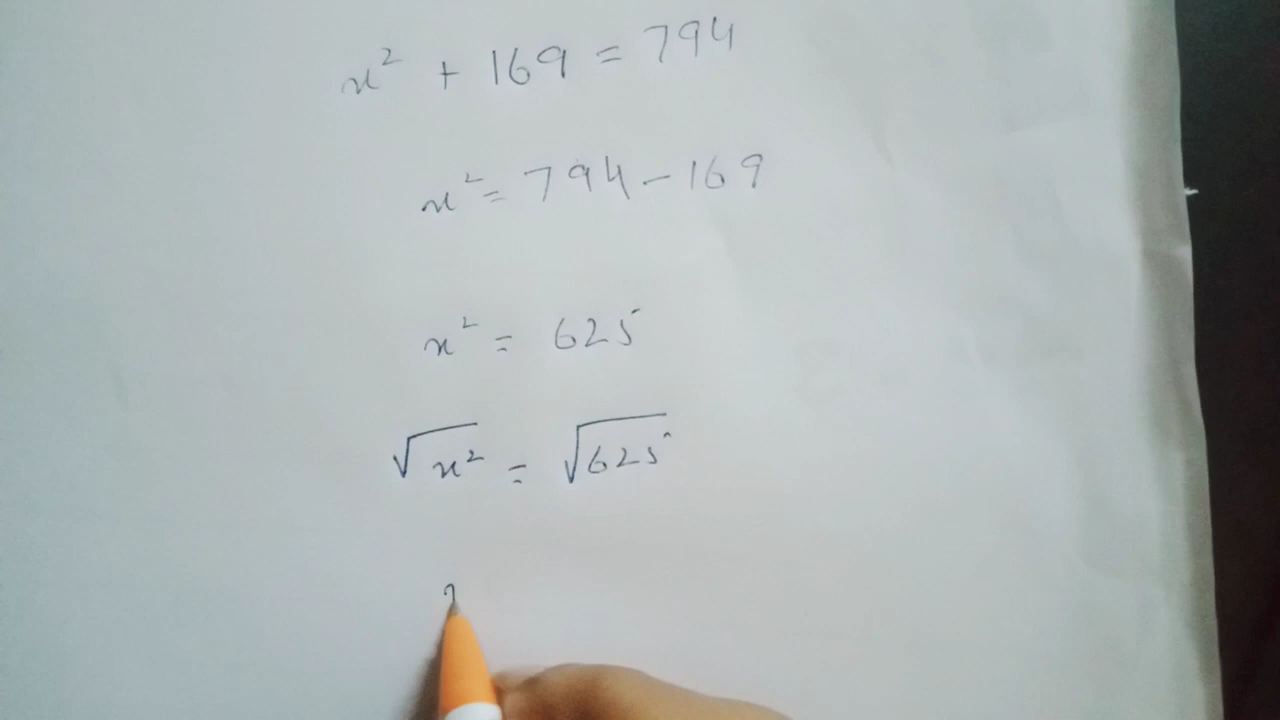 x² + 169 = 794
x² = 794 - 169
x² = 625
√x² = √625